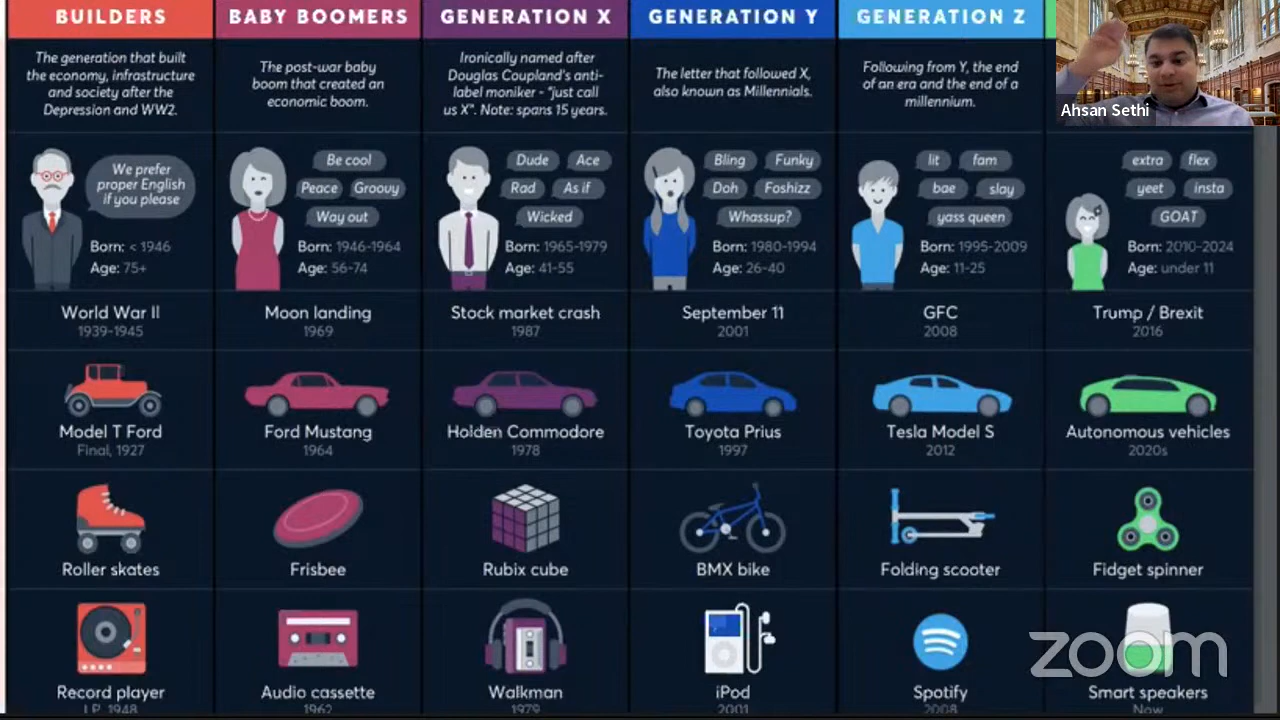 BUILDERS
BABY BOOMERS
GENERATION X
GENERATION Y
GENERATION Z
Ahsan Sethi
The generation that built
the economy, infrastructure
and society after the
Depression and WW2.
The post-war baby
boom that created an
economic boom.
Ironically named after
Douglas Coupland's anti-
label moniker - "just call
us X". Note: spans 15 years.
The letter that followed X,
also known as Millennials.
Following from Y, the end
of an era and the end of a
millennium.
We prefer
proper English
if you please
Born: < 1946
Age: 75+
Be cool
Peace Groovy
Way out
Born: 1946-1964
Age: 56-74
Dude Ace
Rad As if
Wicked
Born: 1965-1979
Age: 41-55
Bling Funky
Doh Foshizz
Whassup?
Born: 1980-1994
Age: 26-40
lit fam
bae slay
yass queen
Born: 1995-2009
Age: 11-25
extra flex
yeet insta
GOAT
Born: 2010-2024
Age: under 11
World War II
1939-1945
Moon landing
1969
Stock market crash
1987
September 11
2001
GFC
2008
Trump / Brexit
2016
Model T Ford
Final, 1927
Ford Mustang
1964
Holden Commodore
1978
Toyota Prius
1997
Tesla Model S
2012
Autonomous vehicles
2020s
Roller skates
Frisbee
Rubix cube
BMX bike
Folding scooter
Fidget spinner
Record player
LP, 1948
Audio cassette
1962
Walkman
1979
iPod
2001
Spotify
2008
Smart speakers
Now
zoom